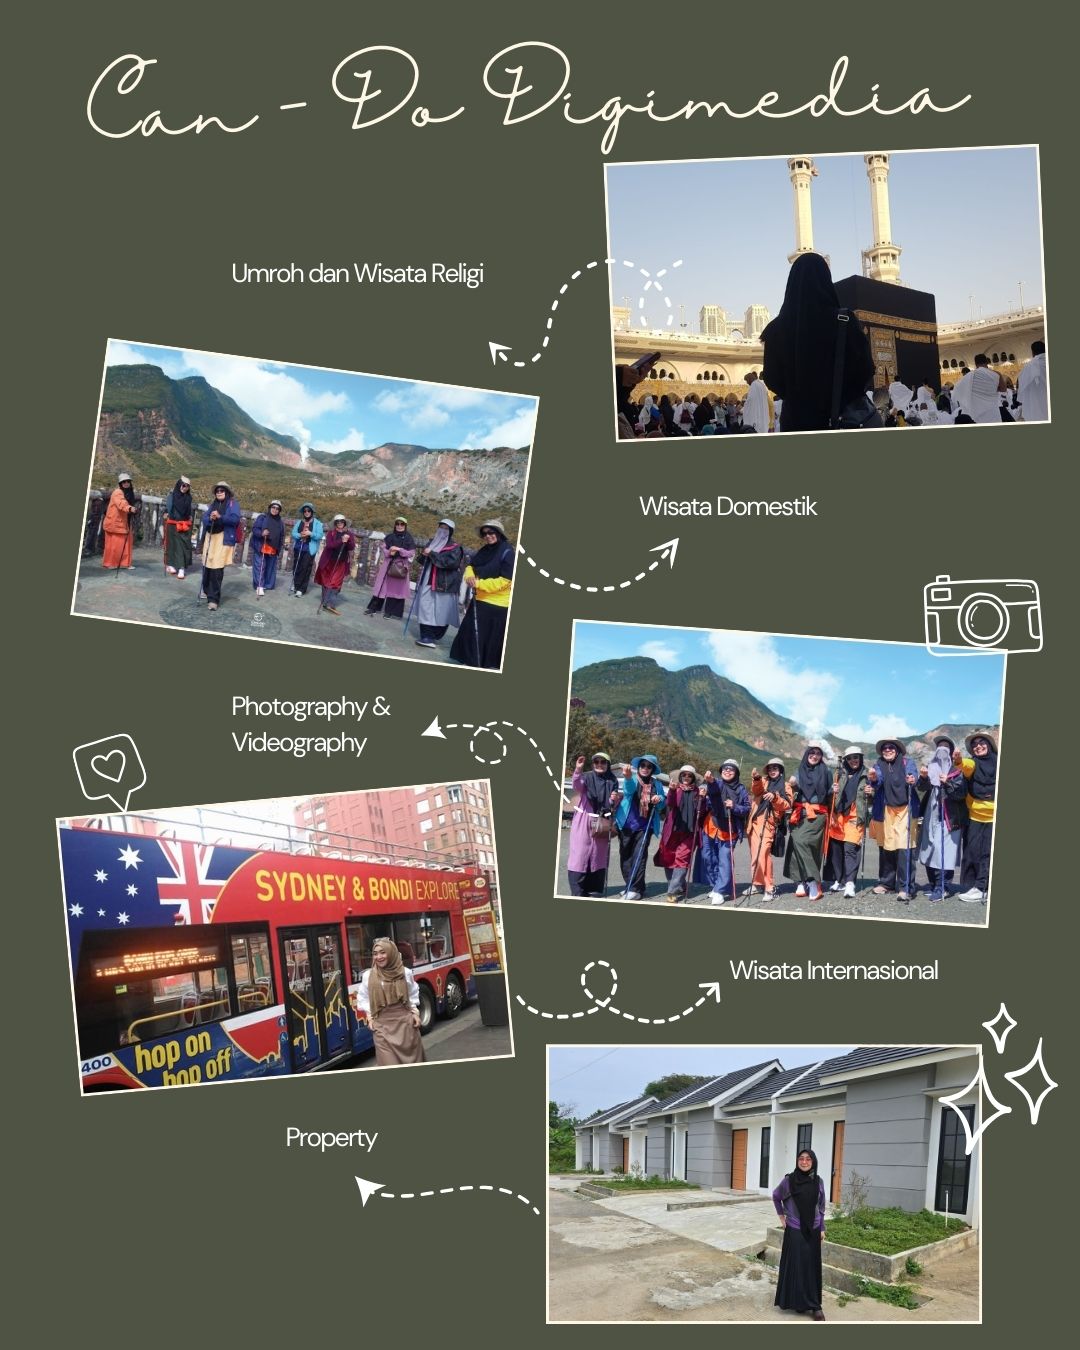 Can - Do Digimedia
Umroh dan Wisata Religi
Wisata Domestik
Photography &
Videography
SYDNEY & BONDI EXPLORE
hop on
hop off
400
Wisata Internasional
Property